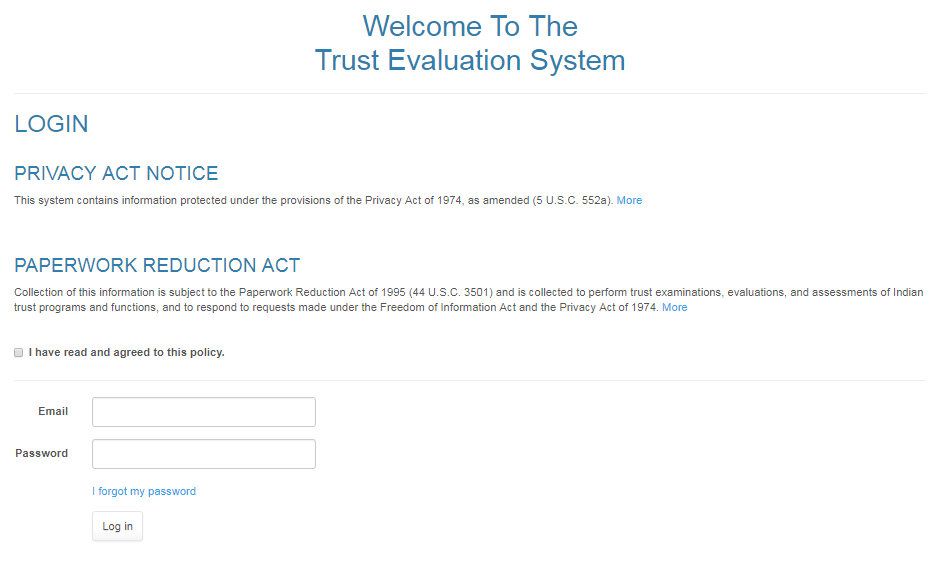 Welcome To The
Trust Evaluation System
LOGIN
PRIVACY ACT NOTICE
This system contains information protected under the provisions of the Privacy Act of 1974, as amended (5 U.S.C. 552a). More
PAPERWORK REDUCTION ACT
Collection of this information is subject to the Paperwork Reduction Act of 1995 (44 U.S.C. 3501) and is collected to perform trust examinations, evaluations, and assessments of Indian
trust programs and functions, and to respond to requests made under the Freedom of Information Act and the Privacy Act of 1974. More
I have read and agreed to this policy.
Email
Password
I forgot my password
Log in